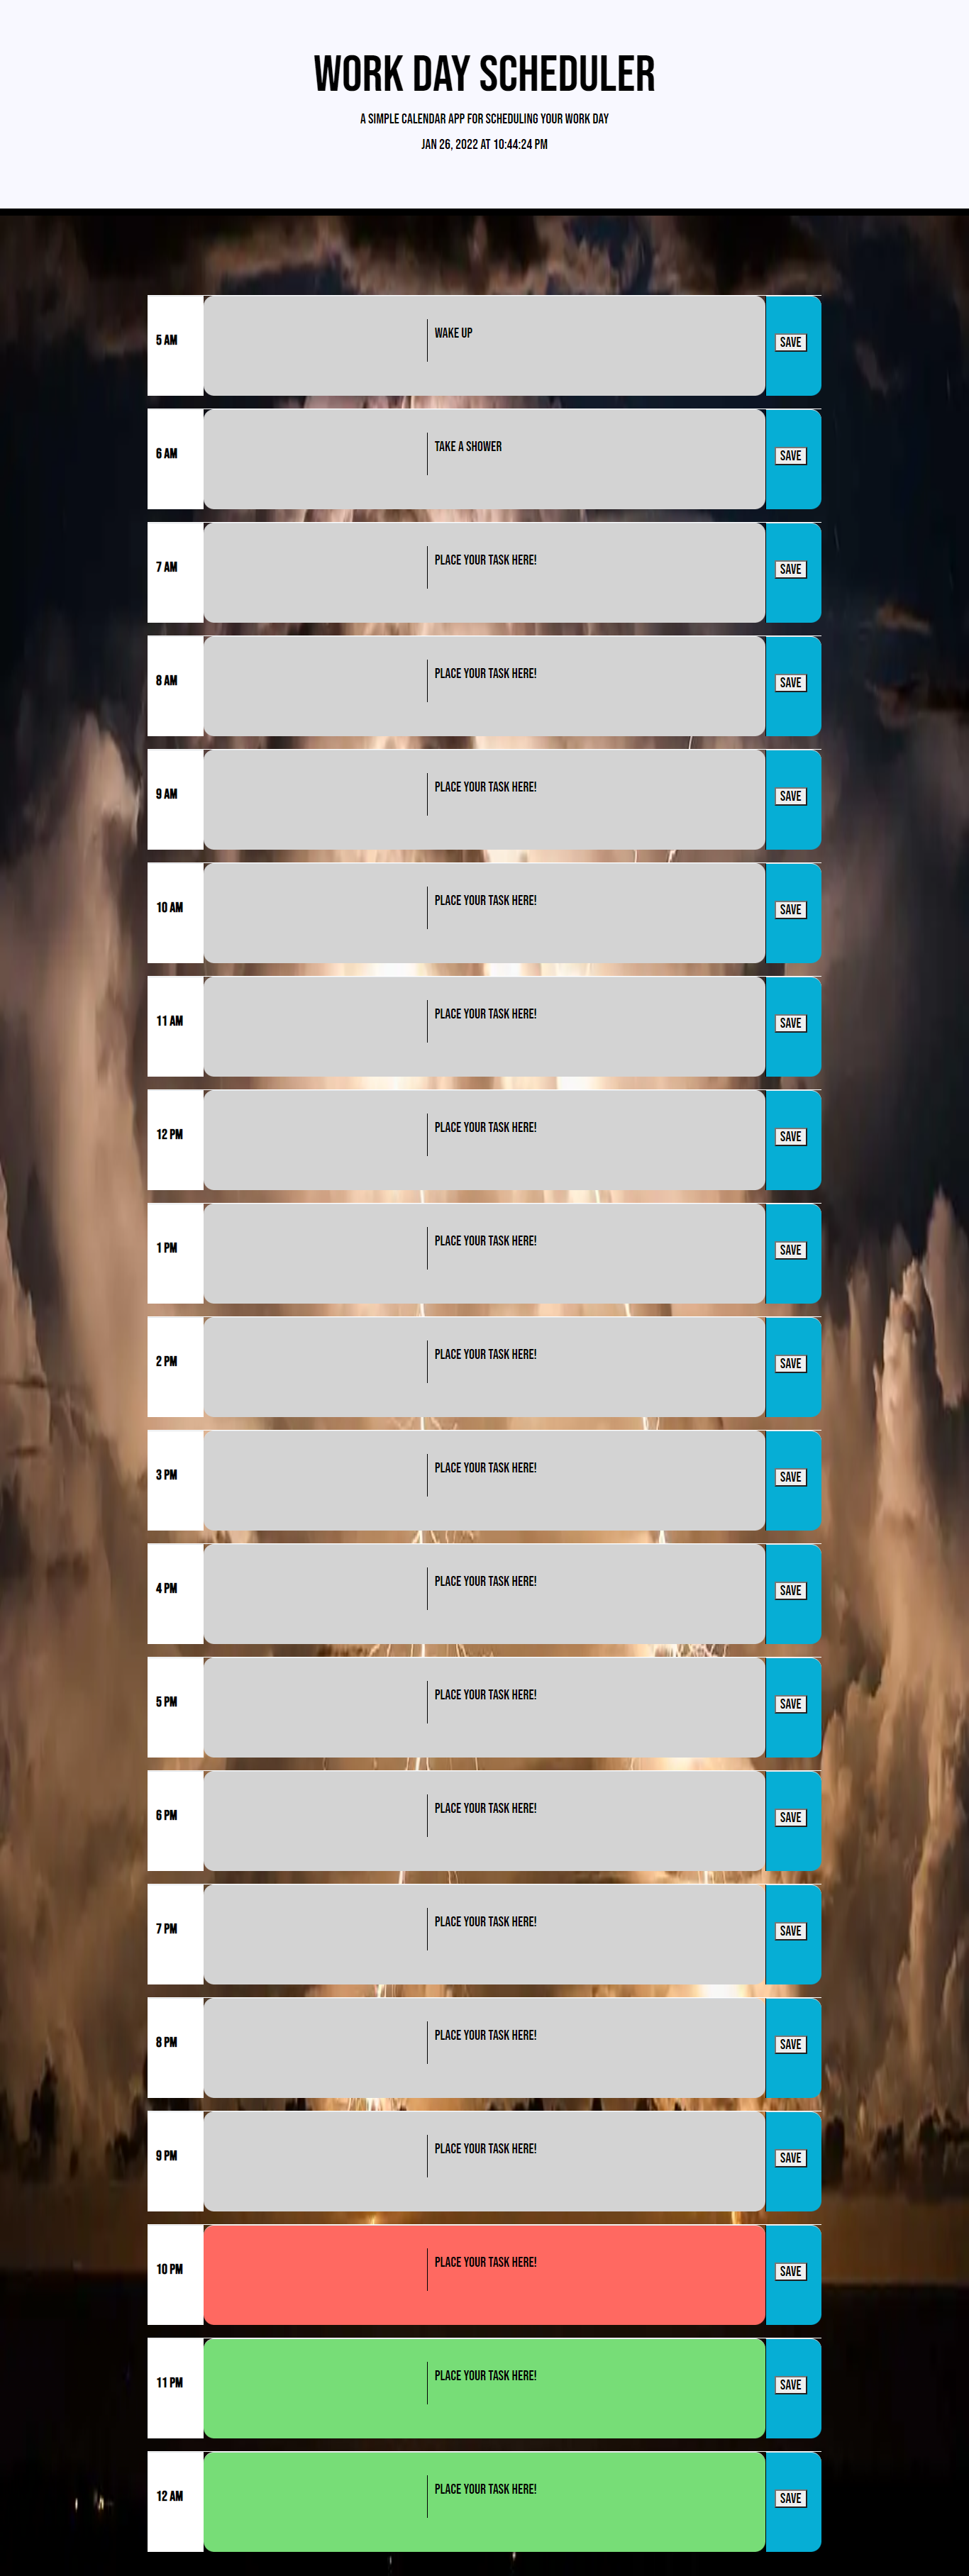 WORK DAY SCHEDULER
A SIMPLE CALENDAR APP FOR SCHEDULING YOUR WORK DAY
JAN 26, 2022 AT 10:44:24 PM
5 AM WAKE UP SAVE
6 AM TAKE A SHOWER SAVE
7 AM PLACE YOUR TASK HERE! SAVE
8 AM PLACE YOUR TASK HERE! SAVE
9 AM PLACE YOUR TASK HERE! SAVE
10 AM PLACE YOUR TASK HERE! SAVE
11 AM PLACE YOUR TASK HERE! SAVE
12 PM PLACE YOUR TASK HERE! SAVE
1 PM PLACE YOUR TASK HERE! SAVE
2 PM PLACE YOUR TASK HERE! SAVE
3 PM PLACE YOUR TASK HERE! SAVE
4 PM PLACE YOUR TASK HERE! SAVE
5 PM PLACE YOUR TASK HERE! SAVE
6 PM PLACE YOUR TASK HERE! SAVE
7 PM PLACE YOUR TASK HERE! SAVE
8 PM PLACE YOUR TASK HERE! SAVE
9 PM PLACE YOUR TASK HERE! SAVE
10 PM PLACE YOUR TASK HERE! SAVE
11 PM PLACE YOUR TASK HERE! SAVE
12 AM PLACE YOUR TASK HERE! SAVE